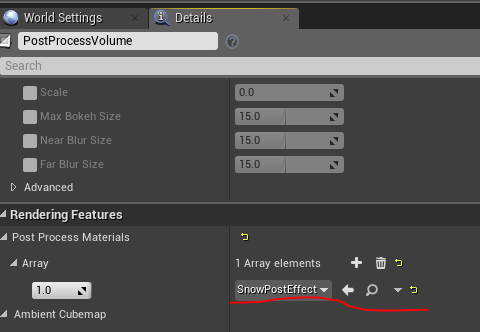 World Settings Details
PostProcessVolume
Search
Scale 0.0
Max Bokeh Size 15.0
Near Blur Size 15.0
Far Blur Size 15.0
Advanced
Rendering Features
Post Process Materials
Array 1 Array elements
1.0 SnowPostEffect
Ambient Cubemap